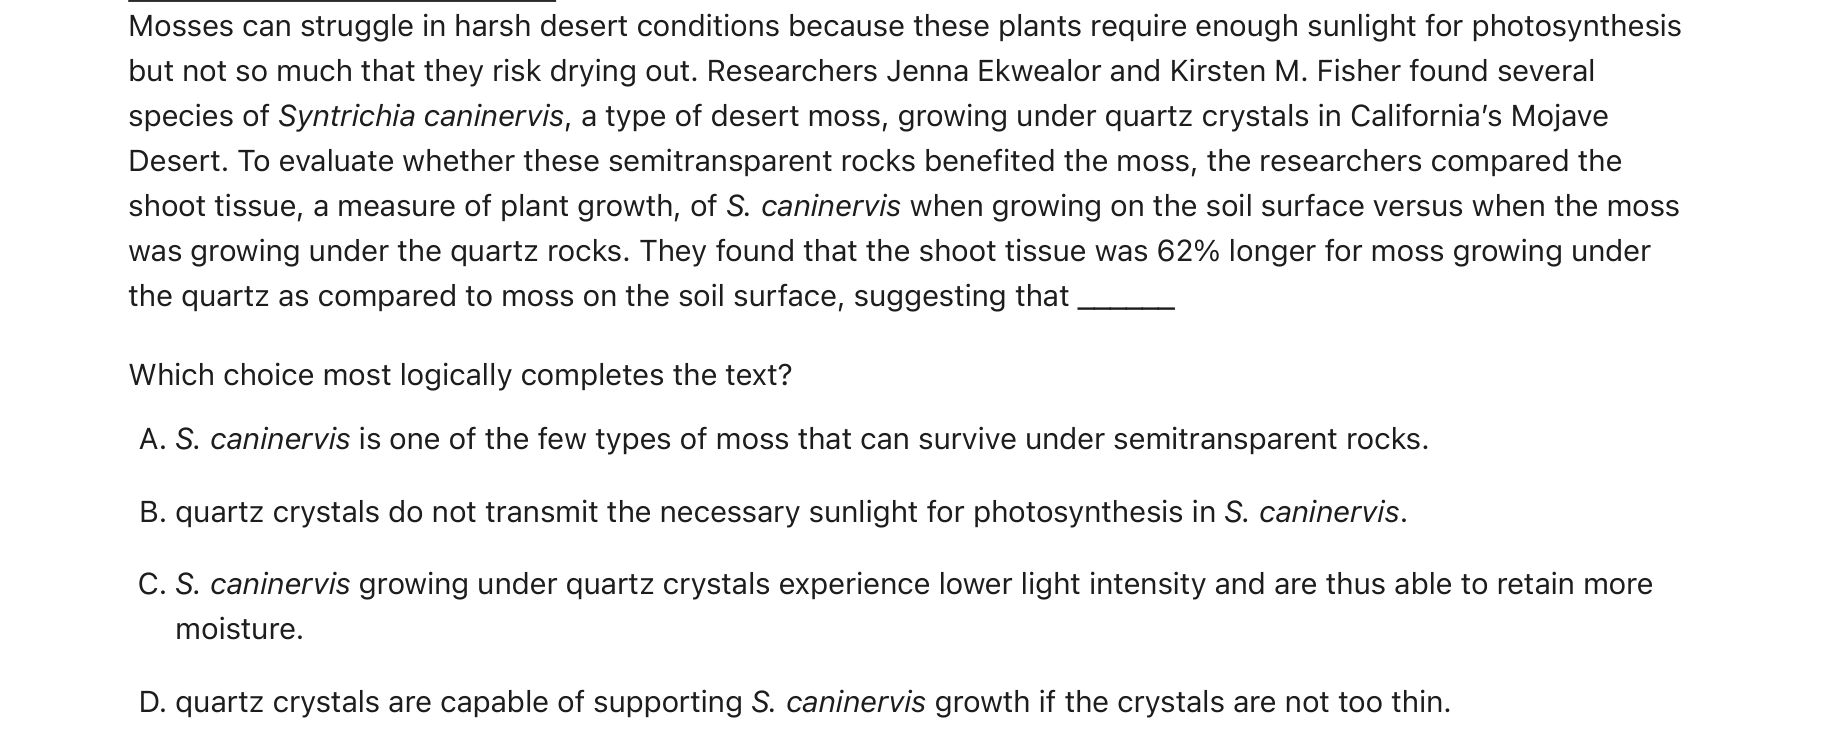 Mosses can struggle in harsh desert conditions because these plants require enough sunlight for photosynthesis
but not so much that they risk drying out. Researchers Jenna Ekwealor and Kirsten M. Fisher found several
species of Syntrichia caninervis, a type of desert moss, growing under quartz crystals in California’s Mojave
Desert. To evaluate whether these semitransparent rocks benefited the moss, the researchers compared the
shoot tissue, a measure of plant growth, of S. caninervis when growing on the soil surface versus when the moss
was growing under the quartz rocks. They found that the shoot tissue was 62% longer for moss growing under
the quartz as compared to moss on the soil surface, suggesting that ______
Which choice most logically completes the text?
A. S. caninervis is one of the few types of moss that can survive under semitransparent rocks.
B. quartz crystals do not transmit the necessary sunlight for photosynthesis in S. caninervis.
C. S. caninervis growing under quartz crystals experience lower light intensity and are thus able to retain more
moisture.
D. quartz crystals are capable of supporting S. caninervis growth if the crystals are not too thin.